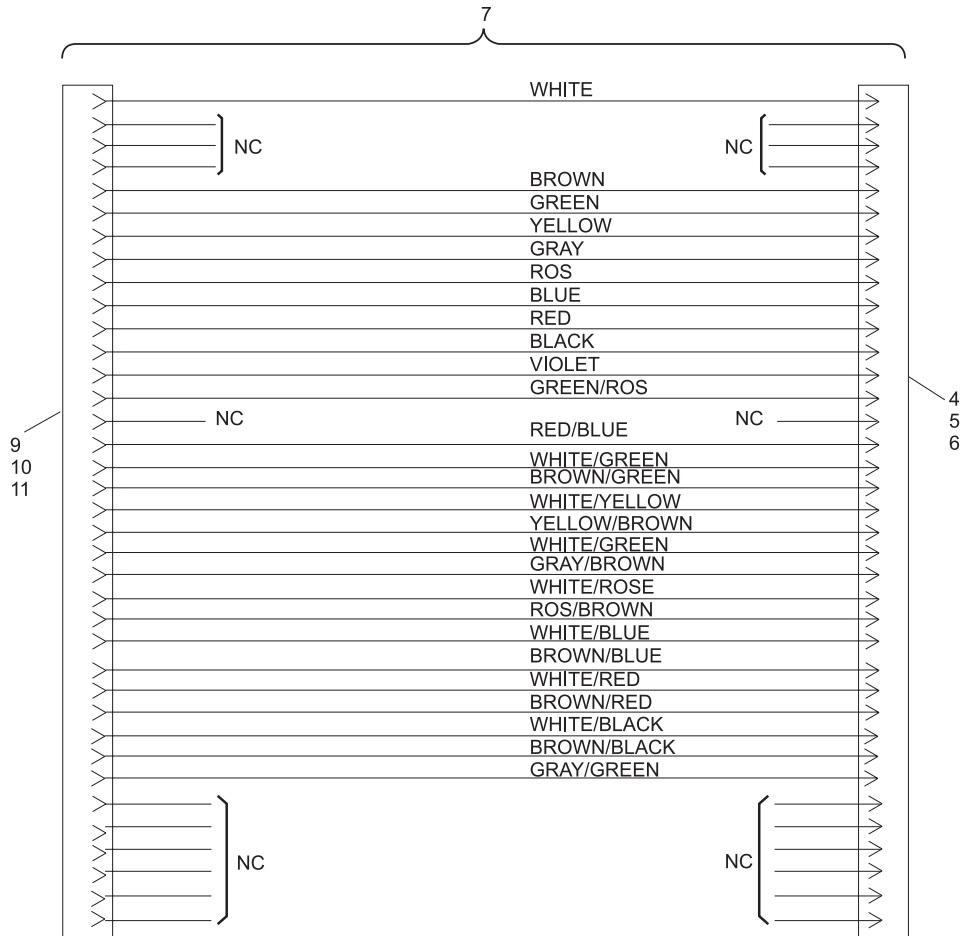 7
WHITE
NC NC
BROWN
GREEN
YELLOW
GRAY
ROS
BLUE
RED
BLACK
VIOLET
GREEN/ROS
NC NC
4
5
6
9
10
11
RED/BLUE
WHITE/GREEN
BROWN/GREEN
WHITE/YELLOW
YELLOW/BROWN
WHITE/GREEN
GRAY/BROWN
WHITE/ROSE
ROS/BROWN
WHITE/BLUE
BROWN/BLUE
WHITE/RED
BROWN/RED
WHITE/BLACK
BROWN/BLACK
GRAY/GREEN
NC NC